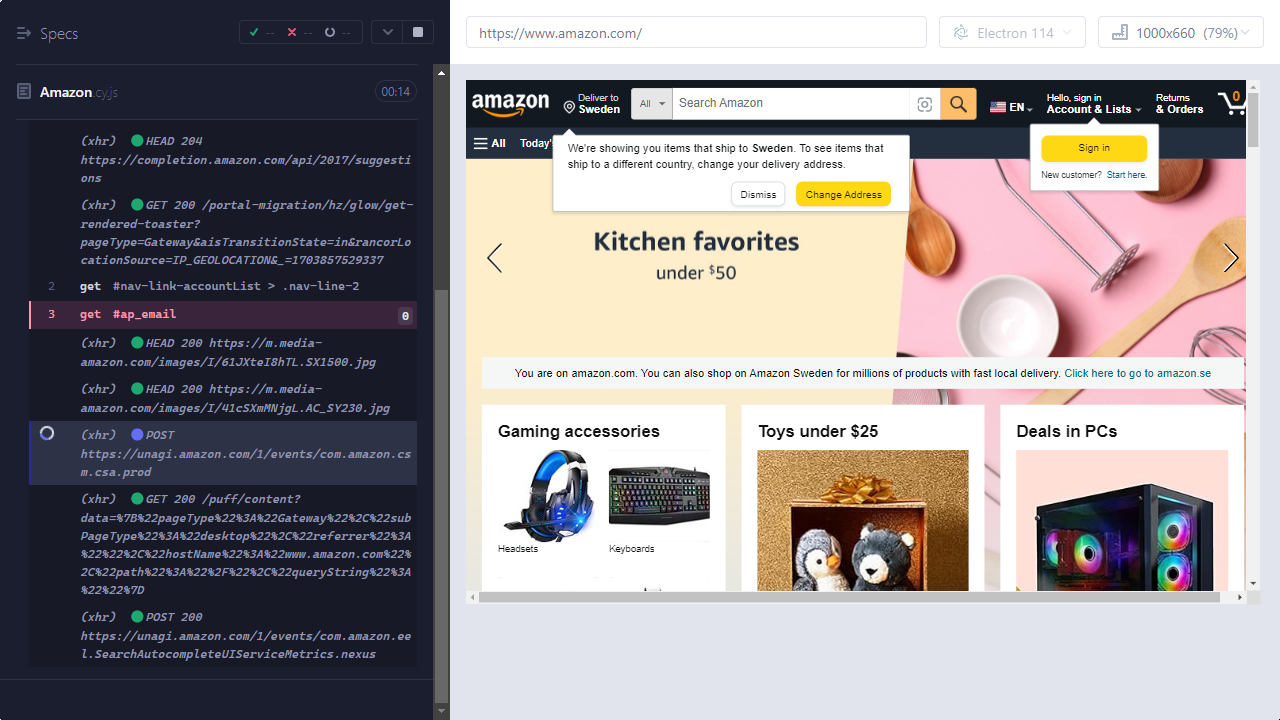 Specs
--
--
--
https://www.amazon.com/
Electron 114
1000x660 (79%)
Amazon.cy.js
00:14
(xhr) HEAD 204
https://completion.amazon.com/api/2017/suggesti
ons
(xhr) GET 200 /portal-migration/hz/glow/get-
rendered-toaster?
pageType=Gateway&aisTransitionState=in&rancorLo
cationSource=IP_GEOLOCATION&_=1703857529337
2 get #nav-link-accountList > .nav-line-2
3 get #ap_email 0
(xhr) HEAD 200 https://m.media-
amazon.com/images/I/61JXteI8hTL.SX1500.jpg
(xhr) HEAD 200 https://m.media-
amazon.com/images/I/41cSXmMNjgL.AC_SY230.jpg
(xhr) POST
https://unagi.amazon.com/1/events/com.amazon.cs
m.csa.prod
(xhr) GET 200 /puff/content?
data=%7B%22pageType%22%3A%22Gateway%22%2C%22sub
PageType%22%3A%22desktop%22%2C%22referrer%22%3A
%22%22%2C%22hostName%22%3A%22www.amazon.com%22%
2C%22path%22%3A%22%2F%22%2C%22queryString%22%3A
%22%22%7D
(xhr) POST 200
https://unagi.amazon.com/1/events/com.amazon.ee
l.SearchAutocompleteUIServiceMetrics.nexus
amazon
Deliver to
Sweden
All
Search Amazon
EN
Hello, sign in
Account & Lists
Returns
& Orders
0
All
Today's
We're showing you items that ship to Sweden. To see items that
ship to a different country, change your delivery address.
Dismiss
Change Address
Sign in
New customer? Start here.
Kitchen favorites
under $50
You are on amazon.com. You can also shop on Amazon Sweden for millions of products with fast local delivery. Click here to go to amazon.se
Gaming accessories
Headsets
Keyboards
Toys under $25
Deals in PCs